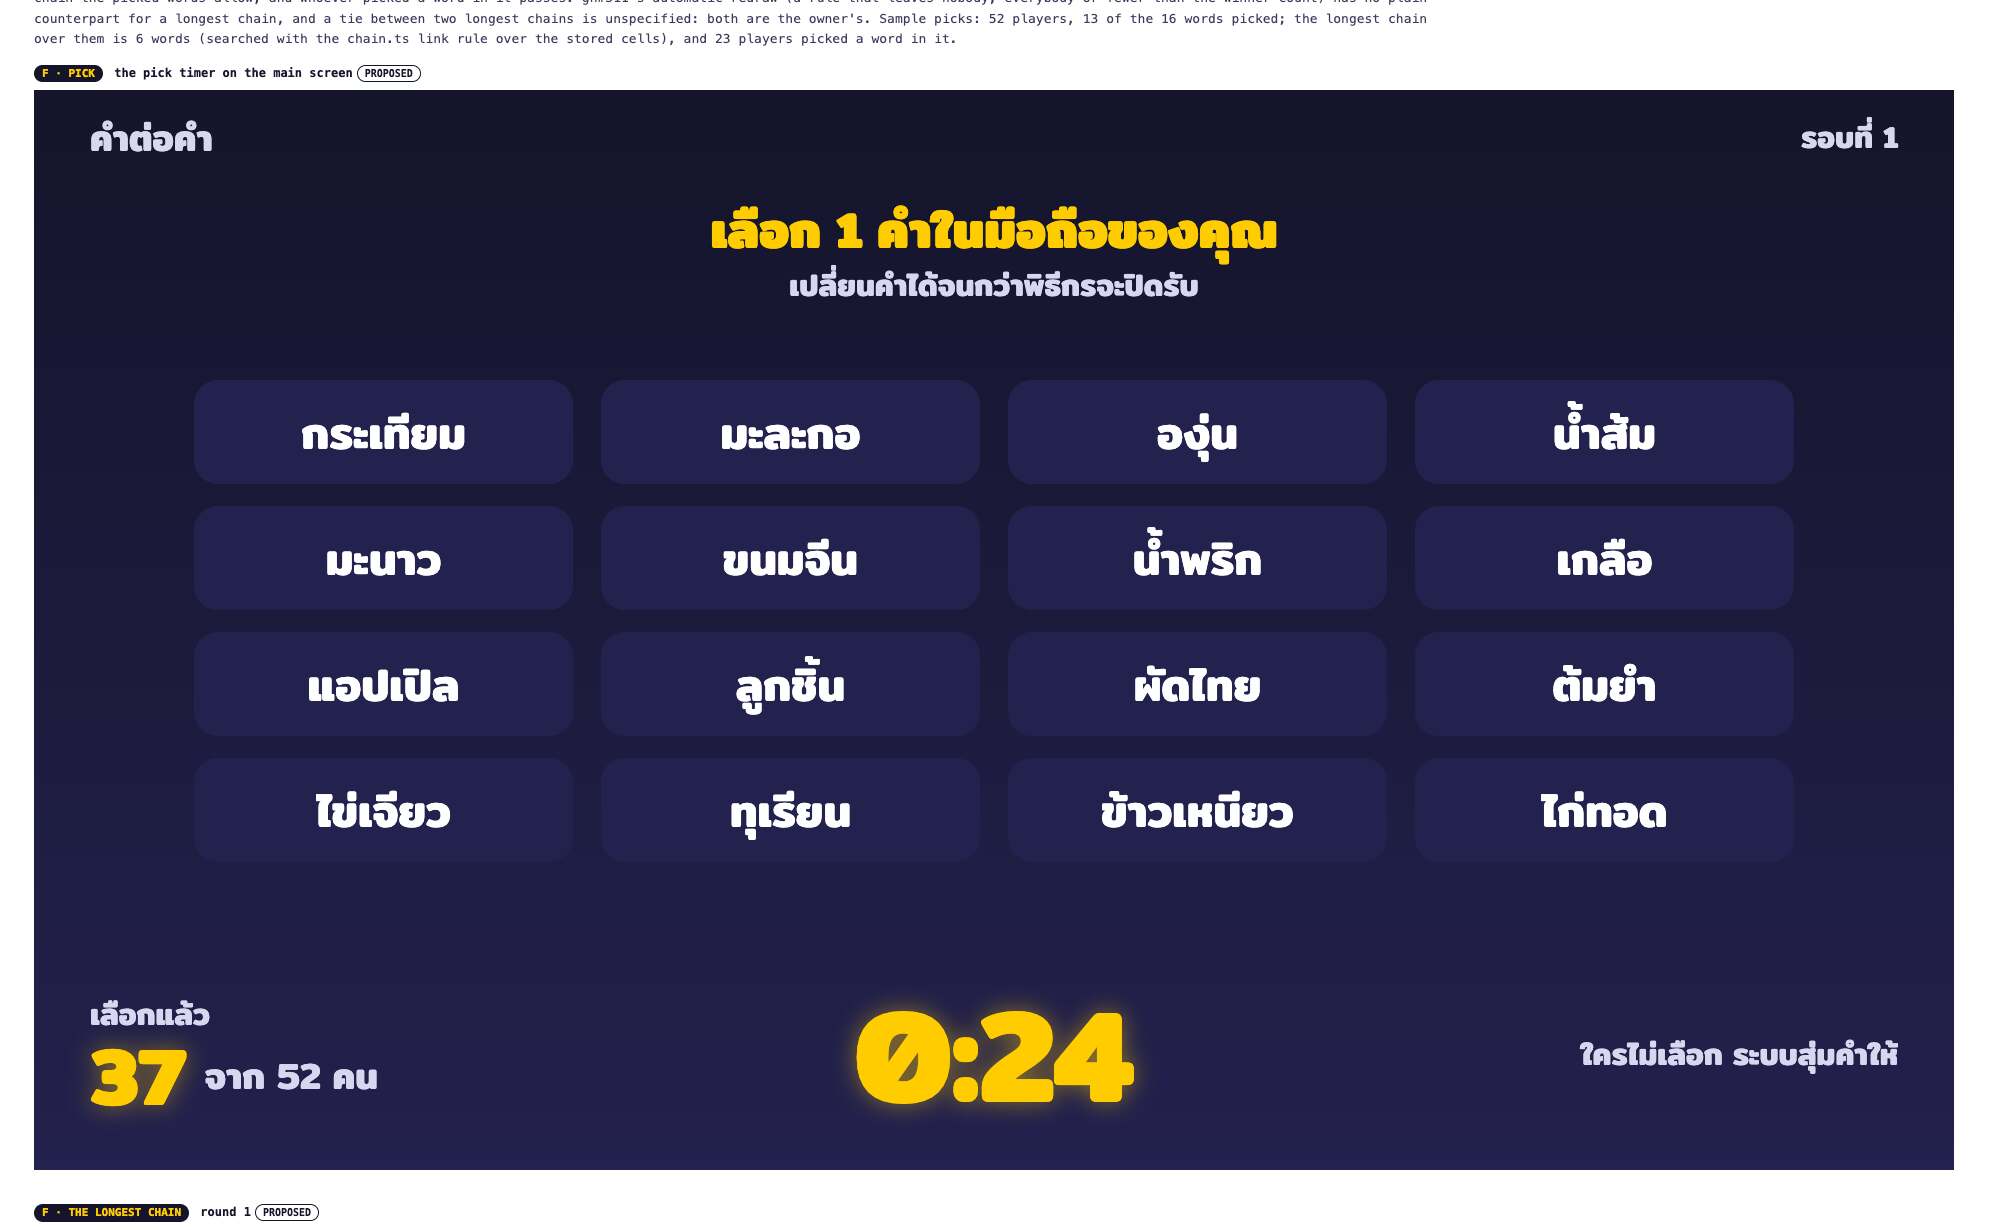 counterpart for a longest chain, and a tie between two longest chains is unspecified: both are the owner's. Sample picks: 52 players, 13 of the 16 words picked; the longest chain
over them is 6 words (searched with the chain.ts link rule over the stored cells), and 23 players picked a word in it.
F · PICK the pick timer on the main screen PROPOSED
คำต่อคำ
รอบที่ 1
เลือก 1 คำในมือถือของคุณ
เปลี่ยนคำได้จนกว่าพิธีกรจะปิดรับ
กระเทียม มะละกอ องุ่น น้ำส้ม
มะนาว ขนมจีน น้ำพริก เกลือ
แอปเปิล ลูกชิ้น ผัดไทย ต้มยำ
ไข่เจียว ทุเรียน ข้าวเหนียว ไก่ทอด
เลือกแล้ว
37 จาก 52 คน
0:24
ใครไม่เลือก ระบบสุ่มคำให้
F · THE LONGEST CHAIN round 1 PROPOSED